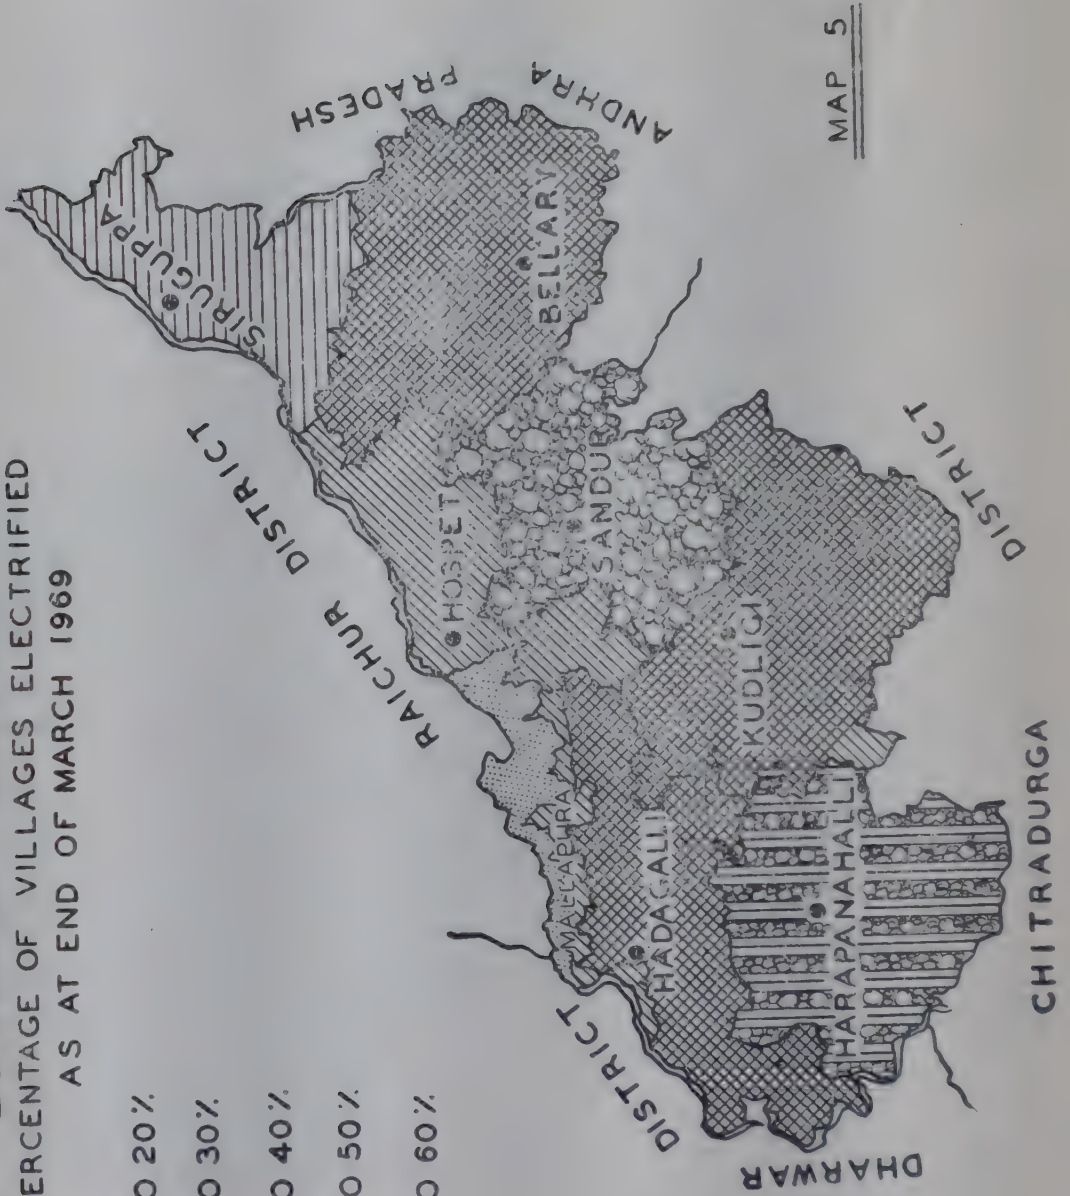 ERCENTAGE OF VILLAGES ELECTRIFIED
AS AT END OF MARCH 1969
O 20%
O 30%
O 40%
O 50%
O 60%
RAICHUR DISTRICT
ANDHRA PRADESH
SIRUGUPPA
BELLARY
HOSPET
SANDUR
MALLAPURA
HADAGALLI
KUDLIGI
HARAPANAHALLI
DHARWAR DISTRICT
CHITRADURGA DISTRICT
MAP 5